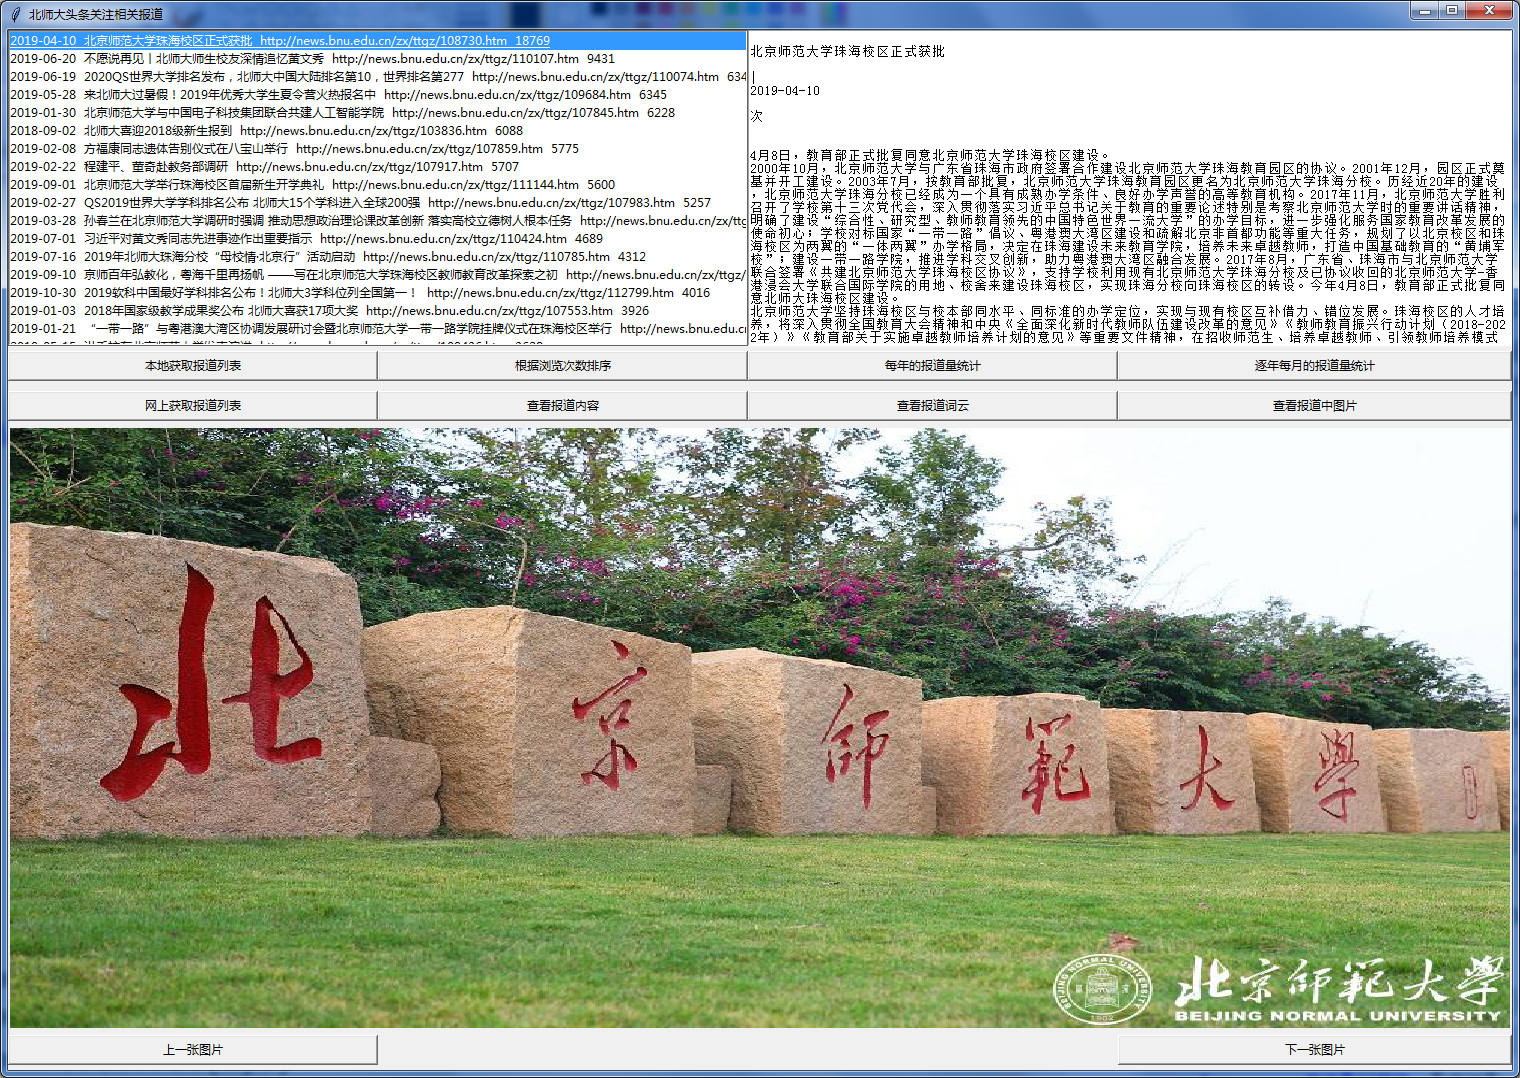 北师大头条关注相关报道
2019-04-10 北京师范大学珠海校区正式获批 http://news.bnu.edu.cn/zx/ttgz/108730.htm 18769
2019-06-20 不愿说再见丨北师大师生校友深情追忆黄文秀 http://news.bnu.edu.cn/zx/ttgz/110107.htm 9431
2019-06-19 2020QS世界大学排名发布，北师大中国大陆排名第10，世界排名第277 http://news.bnu.edu.cn/zx/ttgz/110074.htm 634
2019-05-28 来北师大过暑假！2019年优秀大学生夏令营火热报名中 http://news.bnu.edu.cn/zx/ttgz/109684.htm 6345
2019-01-30 北京师范大学与中国电子科技集团联合共建人工智能学院 http://news.bnu.edu.cn/zx/ttgz/107845.htm 6228
2018-09-02 北师大喜迎2018级新生报到 http://news.bnu.edu.cn/zx/ttgz/103836.htm 6088
2019-02-08 方福康同志遗体告别仪式在八宝山举行 http://news.bnu.edu.cn/zx/ttgz/107859.htm 5775
2019-02-22 程建平、董奇赴教务部调研 http://news.bnu.edu.cn/zx/ttgz/107917.htm 5707
2019-09-01 北京师范大学举行珠海校区首届新生开学典礼 http://news.bnu.edu.cn/zx/ttgz/111144.htm 5600
2019-02-27 QS2019世界大学学科排名公布 北师大15个学科进入全球200强 http://news.bnu.edu.cn/zx/ttgz/107983.htm 5257
2019-03-28 孙春兰在北京师范大学调研时强调 推动思想政治理论课改革创新 落实高校立德树人根本任务 http://news.bnu.edu.cn/zx/ttg
2019-07-01 习近平对黄文秀同志先进事迹作出重要指示 http://news.bnu.edu.cn/zx/ttgz/110424.htm 4689
2019-07-16 2019年北师大珠海分校“母校情·北京行”活动启动 http://news.bnu.edu.cn/zx/ttgz/110785.htm 4312
2019-09-10 京师百年弘教化，粤海千里再扬帆 ——写在北京师范大学珠海校区教师教育改革探索之初 http://news.bnu.edu.cn/zx/ttgz/
2019-10-30 2019软科中国最好学科排名公布！北师大3学科位列全国第一！ http://news.bnu.edu.cn/zx/ttgz/112799.htm 4016
2019-01-03 2018年国家级教学成果奖公布 北师大喜获17项大奖 http://news.bnu.edu.cn/zx/ttgz/107553.htm 3926
2019-01-21 “一带一路”与粤港澳大湾区协调发展研讨会暨北京师范大学一带一路学院挂牌仪式在珠海校区举行 http://news.bnu.edu.cn
北京师范大学珠海校区正式获批
|
2019-04-10
次
4月8日，教育部正式批复同意北京师范大学珠海校区建设。
2000年10月，北京师范大学与广东省珠海市政府签署合作建设北京师范大学珠海教育园区的协议。2001年12月，园区正式奠
基并开工建设。2003年7月，按教育部批复，北京师范大学珠海教育园区更名为北京师范大学珠海分校。历经近20年的建设
，北京师范大学珠海分校已经成为一个具有成熟办学条件、良好办学声誉的高等教育机构。2017年11月，北京师范大学胜利
召开了学校第十三次党代会，深入贯彻落实习近平总书记关于教育的重要论述特别是考察北京师范大学时的重要讲话精神，
明确了建设“综合性、研究型、教师教育领先的中国特色世界一流大学”的办学目标，进一步强化服务国家教育改革发展的
使命初心；学校对标国家“一带一路”倡议、粤港澳大湾区建设和疏解北京非首都功能等重大任务，规划了以北京校区和珠
海校区为两翼的“一体两翼”办学格局，决定在珠海建设未来教育学院，培养未来卓越教师，打造中国基础教育的“黄埔军
校”；建设一带一路学院，推进学科交叉创新，助力粤港澳大湾区融合发展。2017年8月，广东省、珠海市与北京师范大学
联合签署《共建北京师范大学珠海校区协议》，支持学校利用现有北京师范大学珠海分校及已协议收回的北京师范大学-香
港浸会大学联合国际学院的用地、校舍来建设珠海校区，实现珠海分校向珠海校区的转设。今年4月8日，教育部正式批复同
意北师大珠海校区建设。
北京师范大学坚持珠海校区与校本部同水平、同标准的办学定位，实现与现有校区互补借力、错位发展。珠海校区的人才培
养，将深入贯彻全国教育大会精神和中央《全面深化新时代教师队伍建设改革的意见》《教师教育振兴行动计划（2018-202
2年）》《教育部关于实施卓越教师培养计划的意见》等重要文件精神，在招收师范生、培养卓越教师、引领教师培养模式
本地获取报道列表
根据浏览次数排序
每年的报道量统计
逐年每月的报道量统计
网上获取报道列表
查看报道内容
查看报道词云
查看报道中图片
北京师範大學
北京师範大學
BEIJING NORMAL UNIVERSITY
BEIJING NORMAL UNIVERSITY
1902
上一张图片
下一张图片